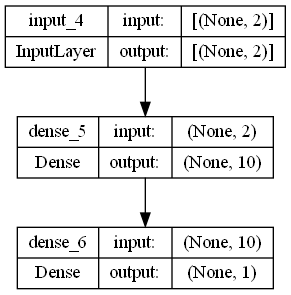 input_4 input: [(None, 2)]
InputLayer output: [(None, 2)]
dense_5 input: (None, 2)
Dense output: (None, 10)
dense_6 input: (None, 10)
Dense output: (None, 1)